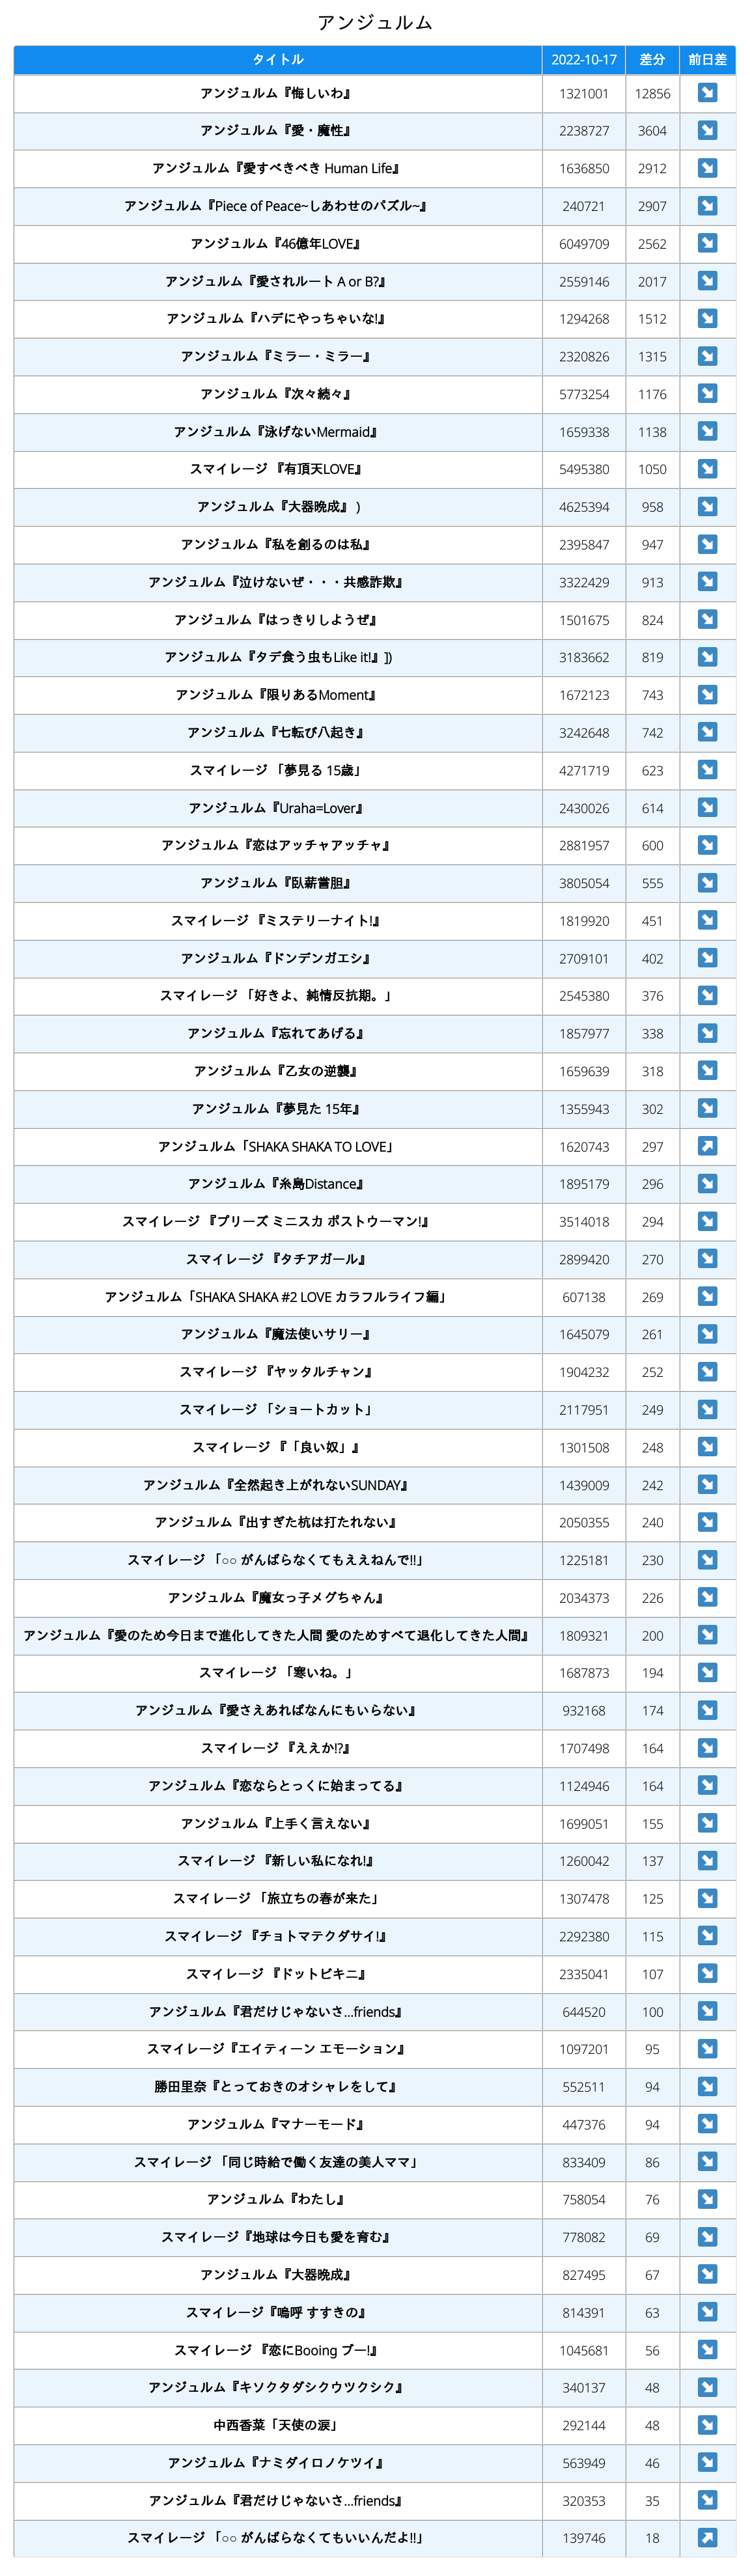 アンジュルム
タイトル 2022-10-17 差分 前日差
アンジュルム『悔しいわ』 1321001 12856 ↘
アンジュルム『愛・魔性』 2238727 3604 ↘
アンジュルム『愛すべきべき Human Life』 1636850 2912 ↘
アンジュルム『Piece of Peace~しあわせのパズル~』 240721 2907 ↘
アンジュルム『46億年LOVE』 6049709 2562 ↘
アンジュルム『愛されルート A or B?』 2559146 2017 ↘
アンジュルム『ハデにやっちゃいな!』 1294268 1512 ↘
アンジュルム『ミラー・ミラー』 2320826 1315 ↘
アンジュルム『次々続々』 5773254 1176 ↘
アンジュルム『泳げないMermaid』 1659338 1138 ↘
スマイレージ 『有頂天LOVE』 5495380 1050 ↘
アンジュルム『大器晩成』 ) 4625394 958 ↘
アンジュルム『私を創るのは私』 2395847 947 ↘
アンジュルム『泣けないぜ・・・共感詐欺』 3322429 913 ↘
アンジュルム『はっきりしようぜ』 1501675 824 ↘
アンジュルム『タデ食う虫もLike it!』]) 3183662 819 ↘
アンジュルム『限りあるMoment』 1672123 743 ↘
アンジュルム『七転び八起き』 3242648 742 ↘
スマイレージ 「夢見る 15歳」 4271719 623 ↘
アンジュルム『Uraha=Lover』 2430026 614 ↘
アンジュルム『恋はアッチャアッチャ』 2881957 600 ↘
アンジュルム『臥薪嘗胆』 3805054 555 ↘
スマイレージ 『ミステリーナイト!』 1819920 451 ↘
アンジュルム『ドンデンガエシ』 2709101 402 ↘
スマイレージ 「好きよ、純情反抗期。」 2545380 376 ↘
アンジュルム『忘れてあげる』 1857977 338 ↘
アンジュルム『乙女の逆襲』 1659639 318 ↘
アンジュルム『夢見た 15年』 1355943 302 ↘
アンジュルム「SHAKA SHAKA TO LOVE」 1620743 297 ↗
アンジュルム『糸島Distance』 1895179 296 ↘
スマイレージ 『プリーズ ミニスカ ポストウーマン!』 3514018 294 ↘
スマイレージ 『タチアガール』 2899420 270 ↘
アンジュルム「SHAKA SHAKA #2 LOVE カラフルライフ編」 607138 269 ↘
アンジュルム『魔法使いサリー』 1645079 261 ↘
スマイレージ 『ヤッタルチャン』 1904232 252 ↘
スマイレージ 「ショートカット」 2117951 249 ↘
スマイレージ 『「良い奴」』 1301508 248 ↘
アンジュルム『全然起き上がれないSUNDAY』 1439009 242 ↘
アンジュルム『出すぎた杭は打たれない』 2050355 240 ↘
スマイレージ 「○○ がんばらなくてもええねんで!!」 1225181 230 ↘
アンジュルム『魔女っ子メグちゃん』 2034373 226 ↘
アンジュルム『愛のため今日まで進化してきた人間 愛のためすべて退化してきた人間』 1809321 200 ↘
スマイレージ 「寒いね。」 1687873 194 ↘
アンジュルム『愛さえあればなんにもいらない』 932168 174 ↘
スマイレージ 『ええか!?』 1707498 164 ↘
アンジュルム『恋ならとっくに始まってる』 1124946 164 ↘
アンジュルム『上手く言えない』 1699051 155 ↘
スマイレージ 『新しい私になれ!』 1260042 137 ↘
スマイレージ 「旅立ちの春が来た」 1307478 125 ↘
スマイレージ 『チョトマテクダサイ!』 2292380 115 ↘
スマイレージ 『ドットビキニ』 2335041 107 ↘
アンジュルム『君だけじゃないさ...friends』 644520 100 ↘
スマイレージ『エイティーン エモーション』 1097201 95 ↘
勝田里奈『とっておきのオシャレをして』 552511 94 ↘
アンジュルム『マナーモード』 447376 94 ↘
スマイレージ 「同じ時給で働く友達の美人ママ」 833409 86 ↘
アンジュルム『わたし』 758054 76 ↘
スマイレージ『地球は今日も愛を育む』 778082 69 ↘
アンジュルム『大器晩成』 827495 67 ↘
スマイレージ『嗚呼 すすきの』 814391 63 ↘
スマイレージ 『恋にBooing ブー!』 1045681 56 ↘
アンジュルム『キソクタダシクウツクシク』 340137 48 ↘
中西香菜「天使の涙」 292144 48 ↘
アンジュルム『ナミダイロノケツイ』 563949 46 ↘
アンジュルム『君だけじゃないさ...friends』 320353 35 ↘
スマイレージ 「○○ がんばらなくてもいいんだよ!!」 139746 18 ↗